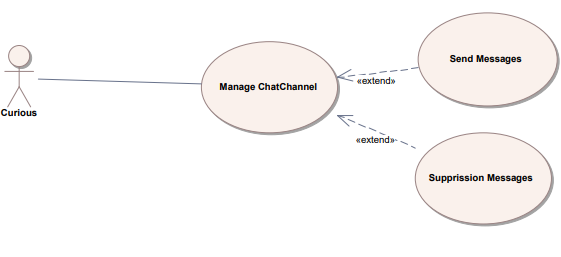 Send Messages
Manage ChatChannel
«extend»
Curious
«extend»
Supprission Messages